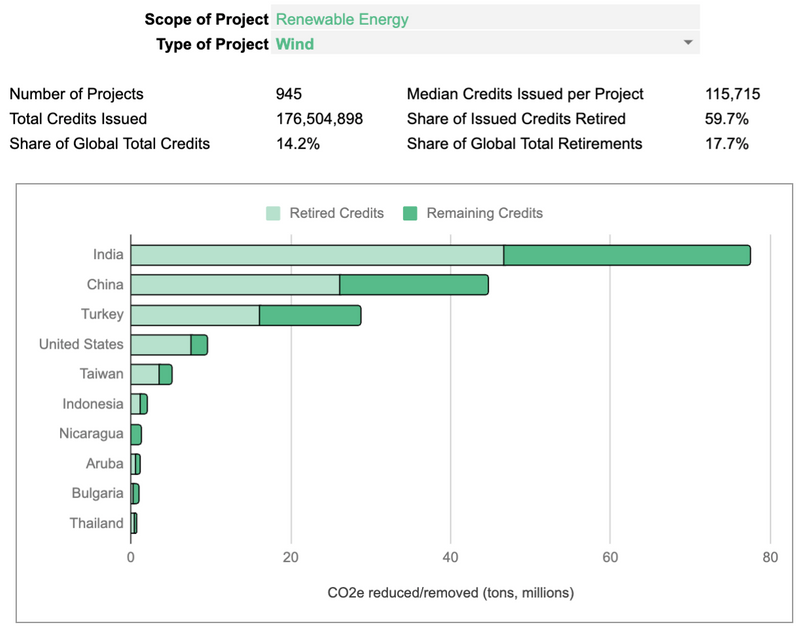 Scope of Project Renewable Energy
Type of Project Wind
Number of Projects 945 Median Credits Issued per Project 115,715
Total Credits Issued 176,504,898 Share of Issued Credits Retired 59.7%
Share of Global Total Credits 14.2% Share of Global Total Retirements 17.7%
Retired Credits Remaining Credits
India
China
Turkey
United States
Taiwan
Indonesia
Nicaragua
Aruba
Bulgaria
Thailand
0 20 40 60 80
CO2e reduced/removed (tons, millions)